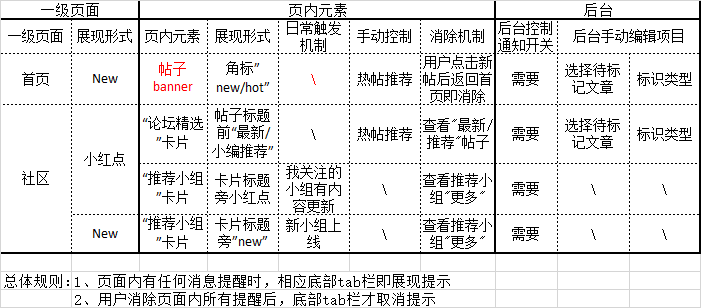 一级页面 页内元素 后台
一级页面 展现形式 页内元素 展现形式 日常触发机制 手动控制 消除机制 后台控制通知开关 后台手动编辑项目
首页 New 帖子banner 角标"new/hot" \ 热帖推荐 用户点击新帖后返回首页即消除 需要 选择待标记文章 标识类型
社区 小红点 "论坛精选"卡片 帖子标题前"最新/小编推荐" \ 热帖推荐 查看"最新/推荐"帖子 需要 选择待标记文章 标识类型
"推荐小组"卡片 卡片标题旁小红点 我关注的小组有内容更新 \ 查看推荐小组"更多" 需要 \ \
New "推荐小组"卡片 卡片标题旁"new" 新小组上线 \ 查看推荐小组"更多" 需要 \ \
总体规则:1、页面内有任何消息提醒时，相应底部tab栏即展现提示
2、用户消除页面内所有提醒后，底部tab栏才取消提示